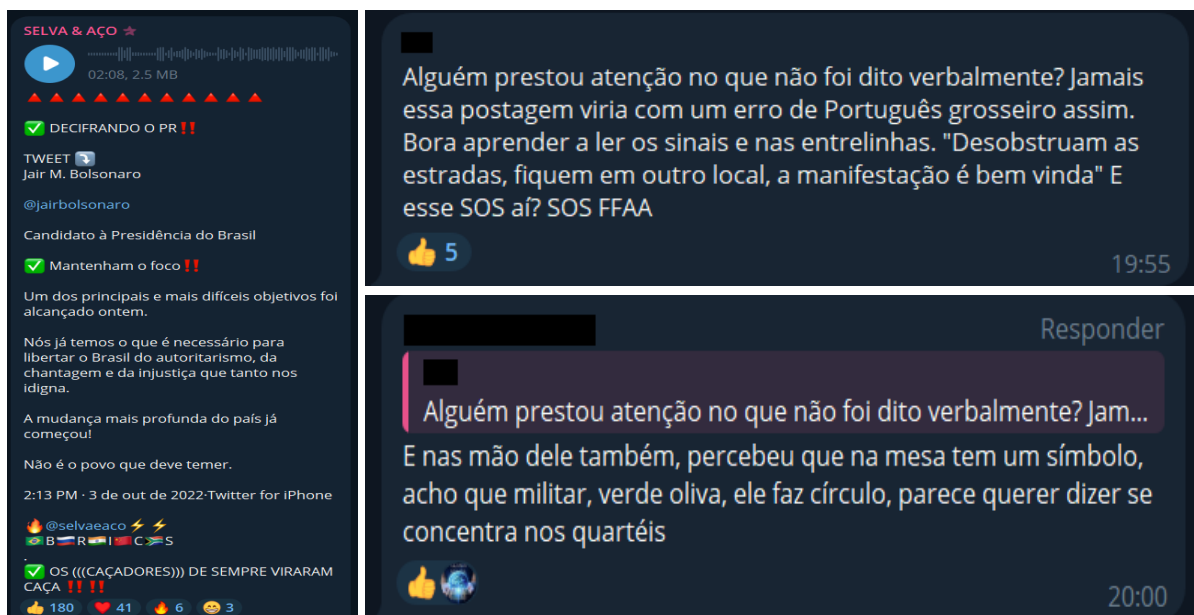 SELVA & AÇO
02:08, 2.5 MB
🔺🔺🔺🔺🔺🔺🔺🔺🔺🔺🔺
✅ DECIFRANDO O PR‼️
TWEET ⤵️
Jair M. Bolsonaro
@jairbolsonaro
Candidato à Presidência do Brasil
✅ Mantenham o foco‼️
Um dos principais e mais difíceis objetivos foi
alcançado ontem.
Nós já temos o que é necessário para
libertar o Brasil do autoritarismo, da
chantagem e da injustiça que tanto nos
idigna.
A mudança mais profunda do país já
começou!
Não é o povo que deve temer.
2:13 PM · 3 de out de 2022·Twitter for iPhone
🔥@selvaeaco⚡⚡
🇧🇷B🇷🇺R🇮🇳I🇨🇳C🇿🇦S
.
✅ OS (((CAÇADORES))) DE SEMPRE VIRARAM
CAÇA‼️‼️
👍 180 ❤️ 41 🔥 6 😁 3
Alguém prestou atenção no que não foi dito verbalmente? Jamais
essa postagem viria com um erro de Português grosseiro assim.
Bora aprender a ler os sinais e nas entrelinhas. "Desobstruam as
estradas, fiquem em outro local, a manifestação é bem vinda" E
esse SOS aí? SOS FFAA
👍 5
19:55
Responder
Alguém prestou atenção no que não foi dito verbalmente? Jam...
E nas mão dele também, percebeu que na mesa tem um símbolo,
acho que militar, verde oliva, ele faz círculo, parece querer dizer se
concentra nos quartéis
👍
20:00